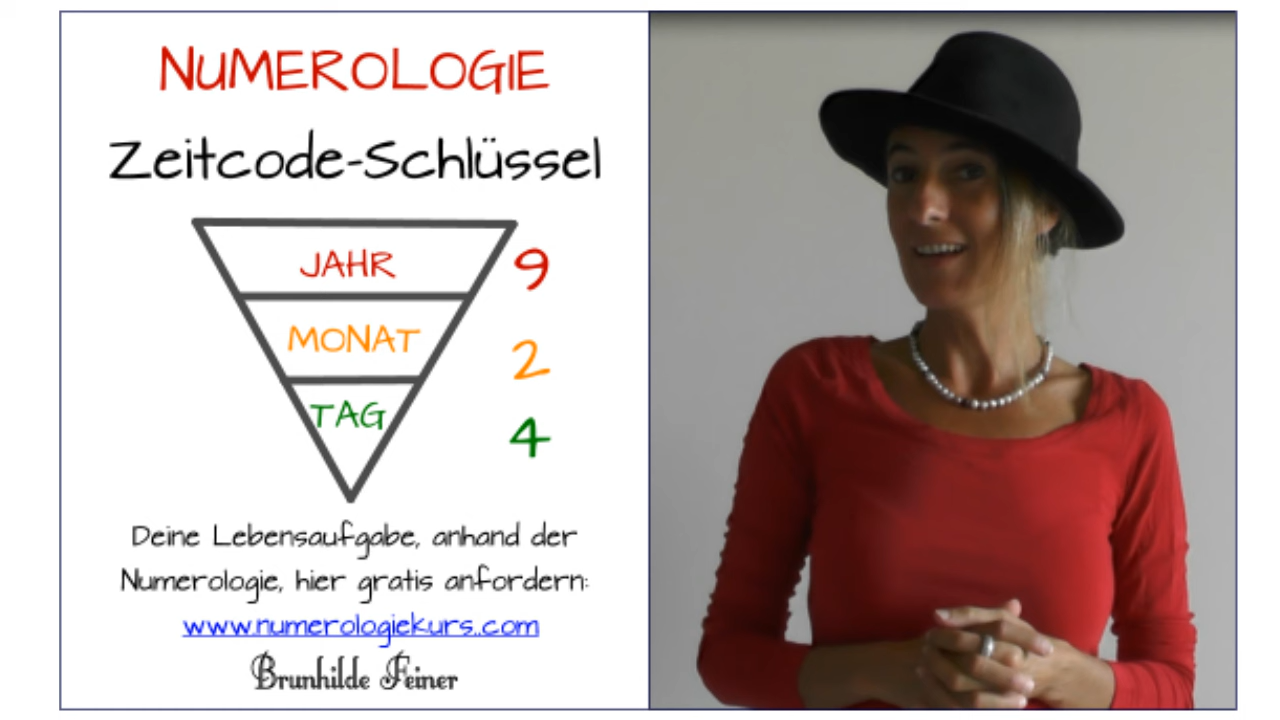 NUMEROLOGIE
Zeitcode-Schlüssel
JAHR 9
MONAT 2
TAG 4
Deine Lebensaufgabe, anhand der
Numerologie, hier gratis anfordern:
www.numerologiekurs.com
Brunhilde Feiner